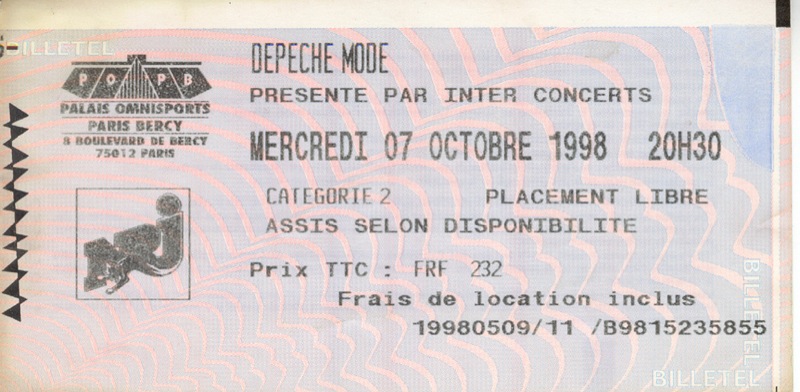 BILLETEL
DEPECHE MODE
POPB
PALAIS OMNISPORTS
PARIS BERCY
8 BOULEVARD DE BERCY
75012 PARIS
PRESENTE PAR INTER CONCERTS
MERCREDI 07 OCTOBRE 1998 20H30
CATEGORIE 2 PLACEMENT LIBRE
ASSIS SELON DISPONIBILITE
NRJ
Prix TTC : FRF 232
Frais de location inclus
19980509/11 /B9815235855
BILLETEL
BILLETEL